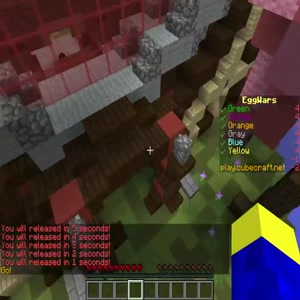 EggWars
✓ Green
✓
✓ Orange
✓ Gray
✓ Blue
✓ Yellow
play.cubecraft.net
You will released in 5 seconds!
You will released in 4 seconds!
You will released in 3 seconds!
You will released in 2 seconds!
You will released in 1 seconds!
Go!